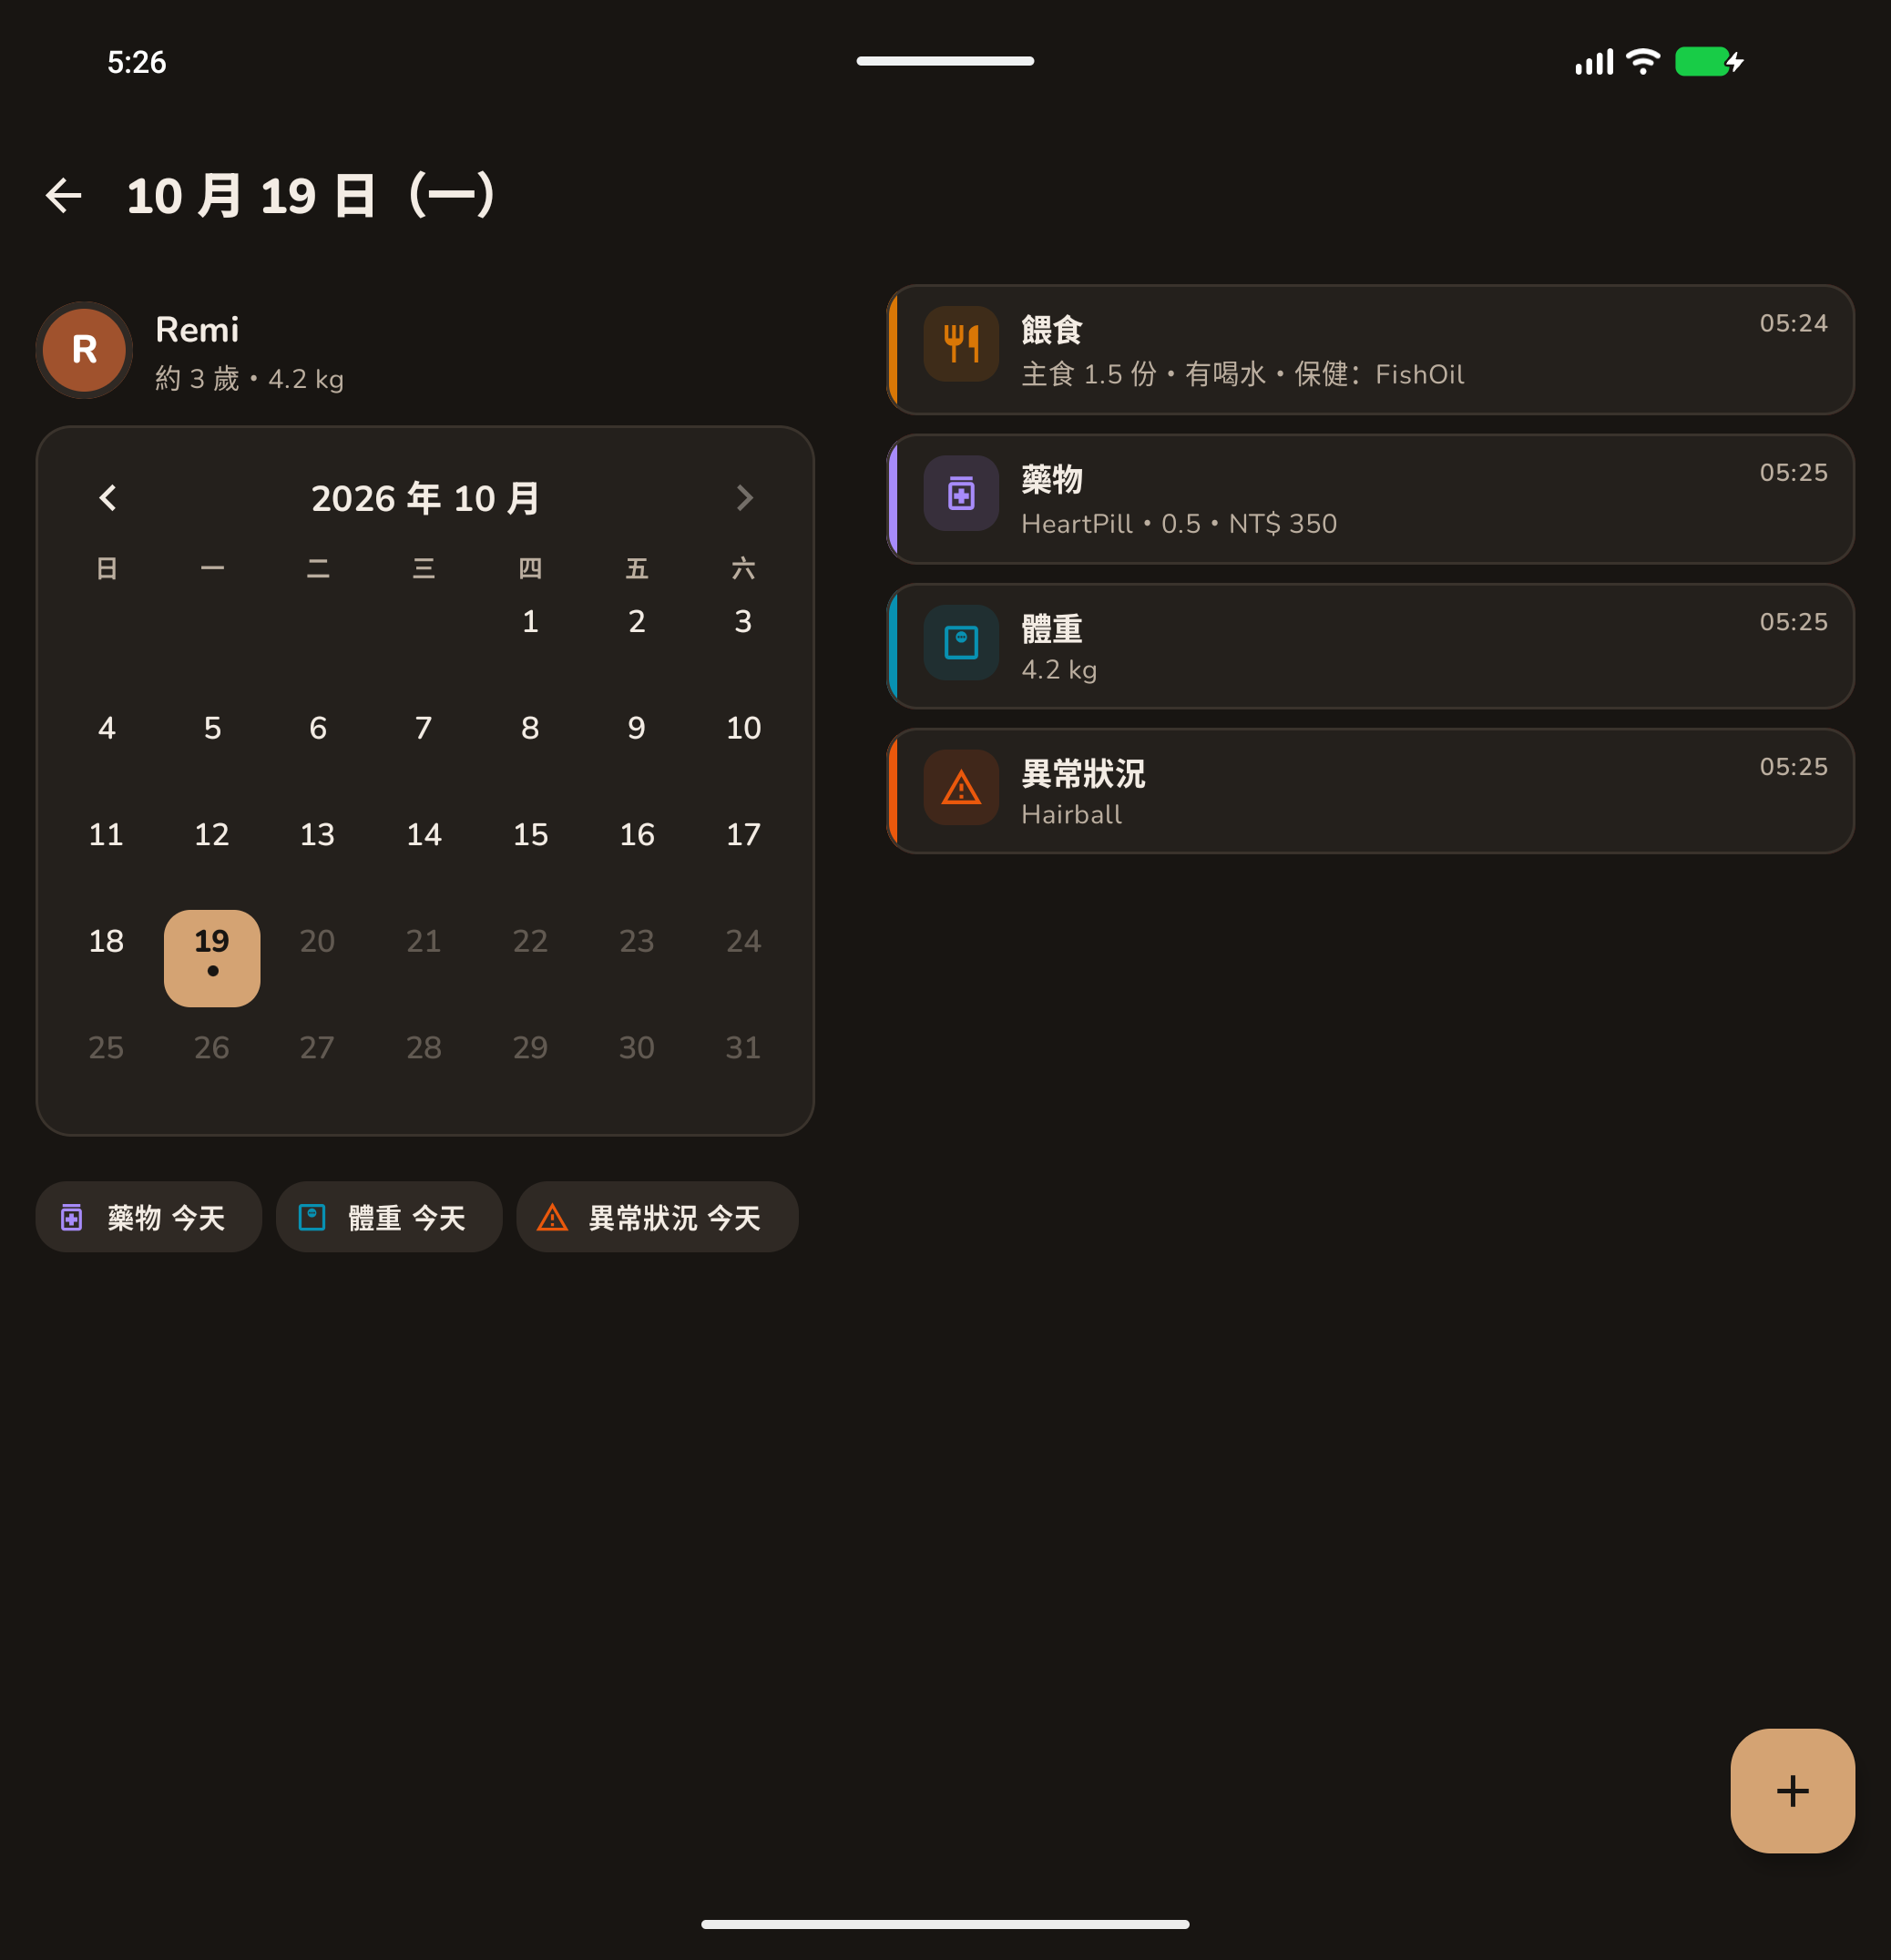 5:26
10 月 19 日（一）
R
Remi
約 3 歲・4.2 kg
2026 年 10 月
日 一 二 三 四 五 六
1 2 3
4 5 6 7 8 9 10
11 12 13 14 15 16 17
18 19 20 21 22 23 24
25 26 27 28 29 30 31
藥物 今天
體重 今天
異常狀況 今天
餵食
05:24
主食 1.5 份・有喝水・保健：FishOil
藥物
05:25
HeartPill・0.5・NT$ 350
體重
05:25
4.2 kg
異常狀況
05:25
Hairball